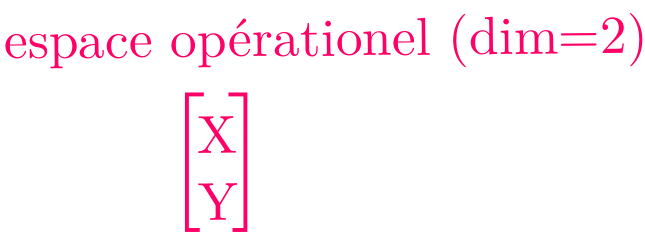 espace opérationel (dim=2)
[X
Y]